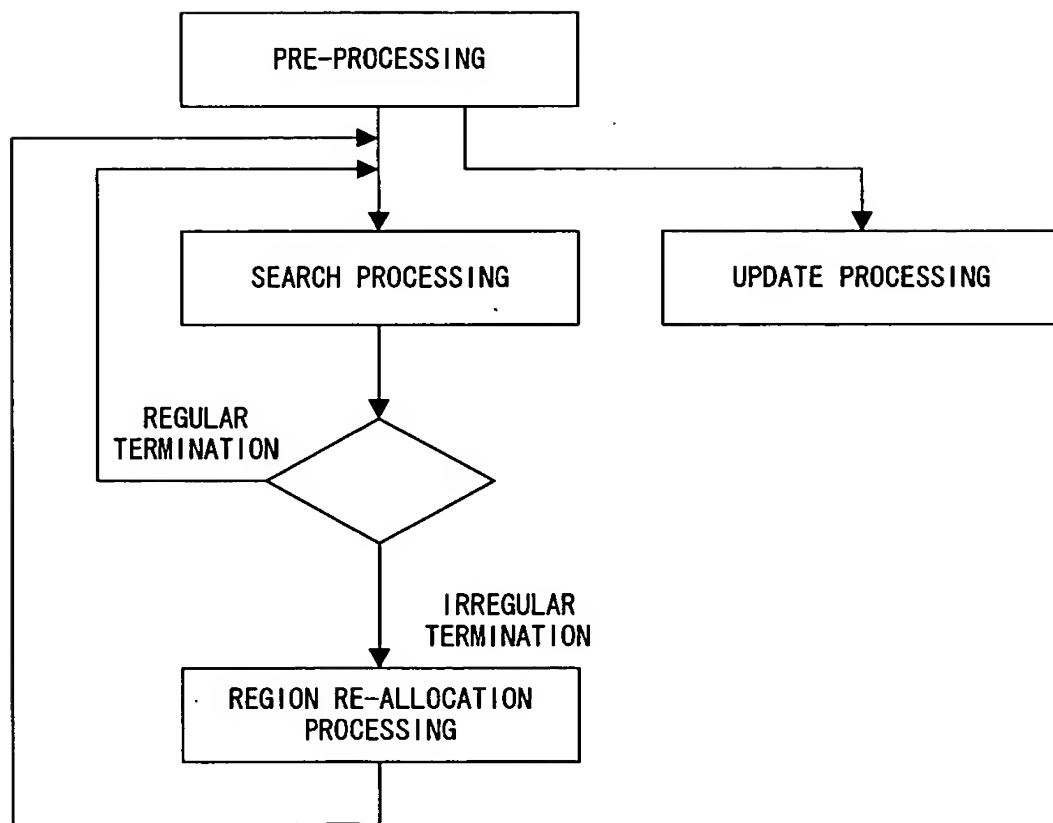 PRE-PROCESSING
SEARCH PROCESSING
UPDATE PROCESSING
REGULAR
TERMINATION
IRREGULAR
TERMINATION
REGION RE-ALLOCATION
PROCESSING